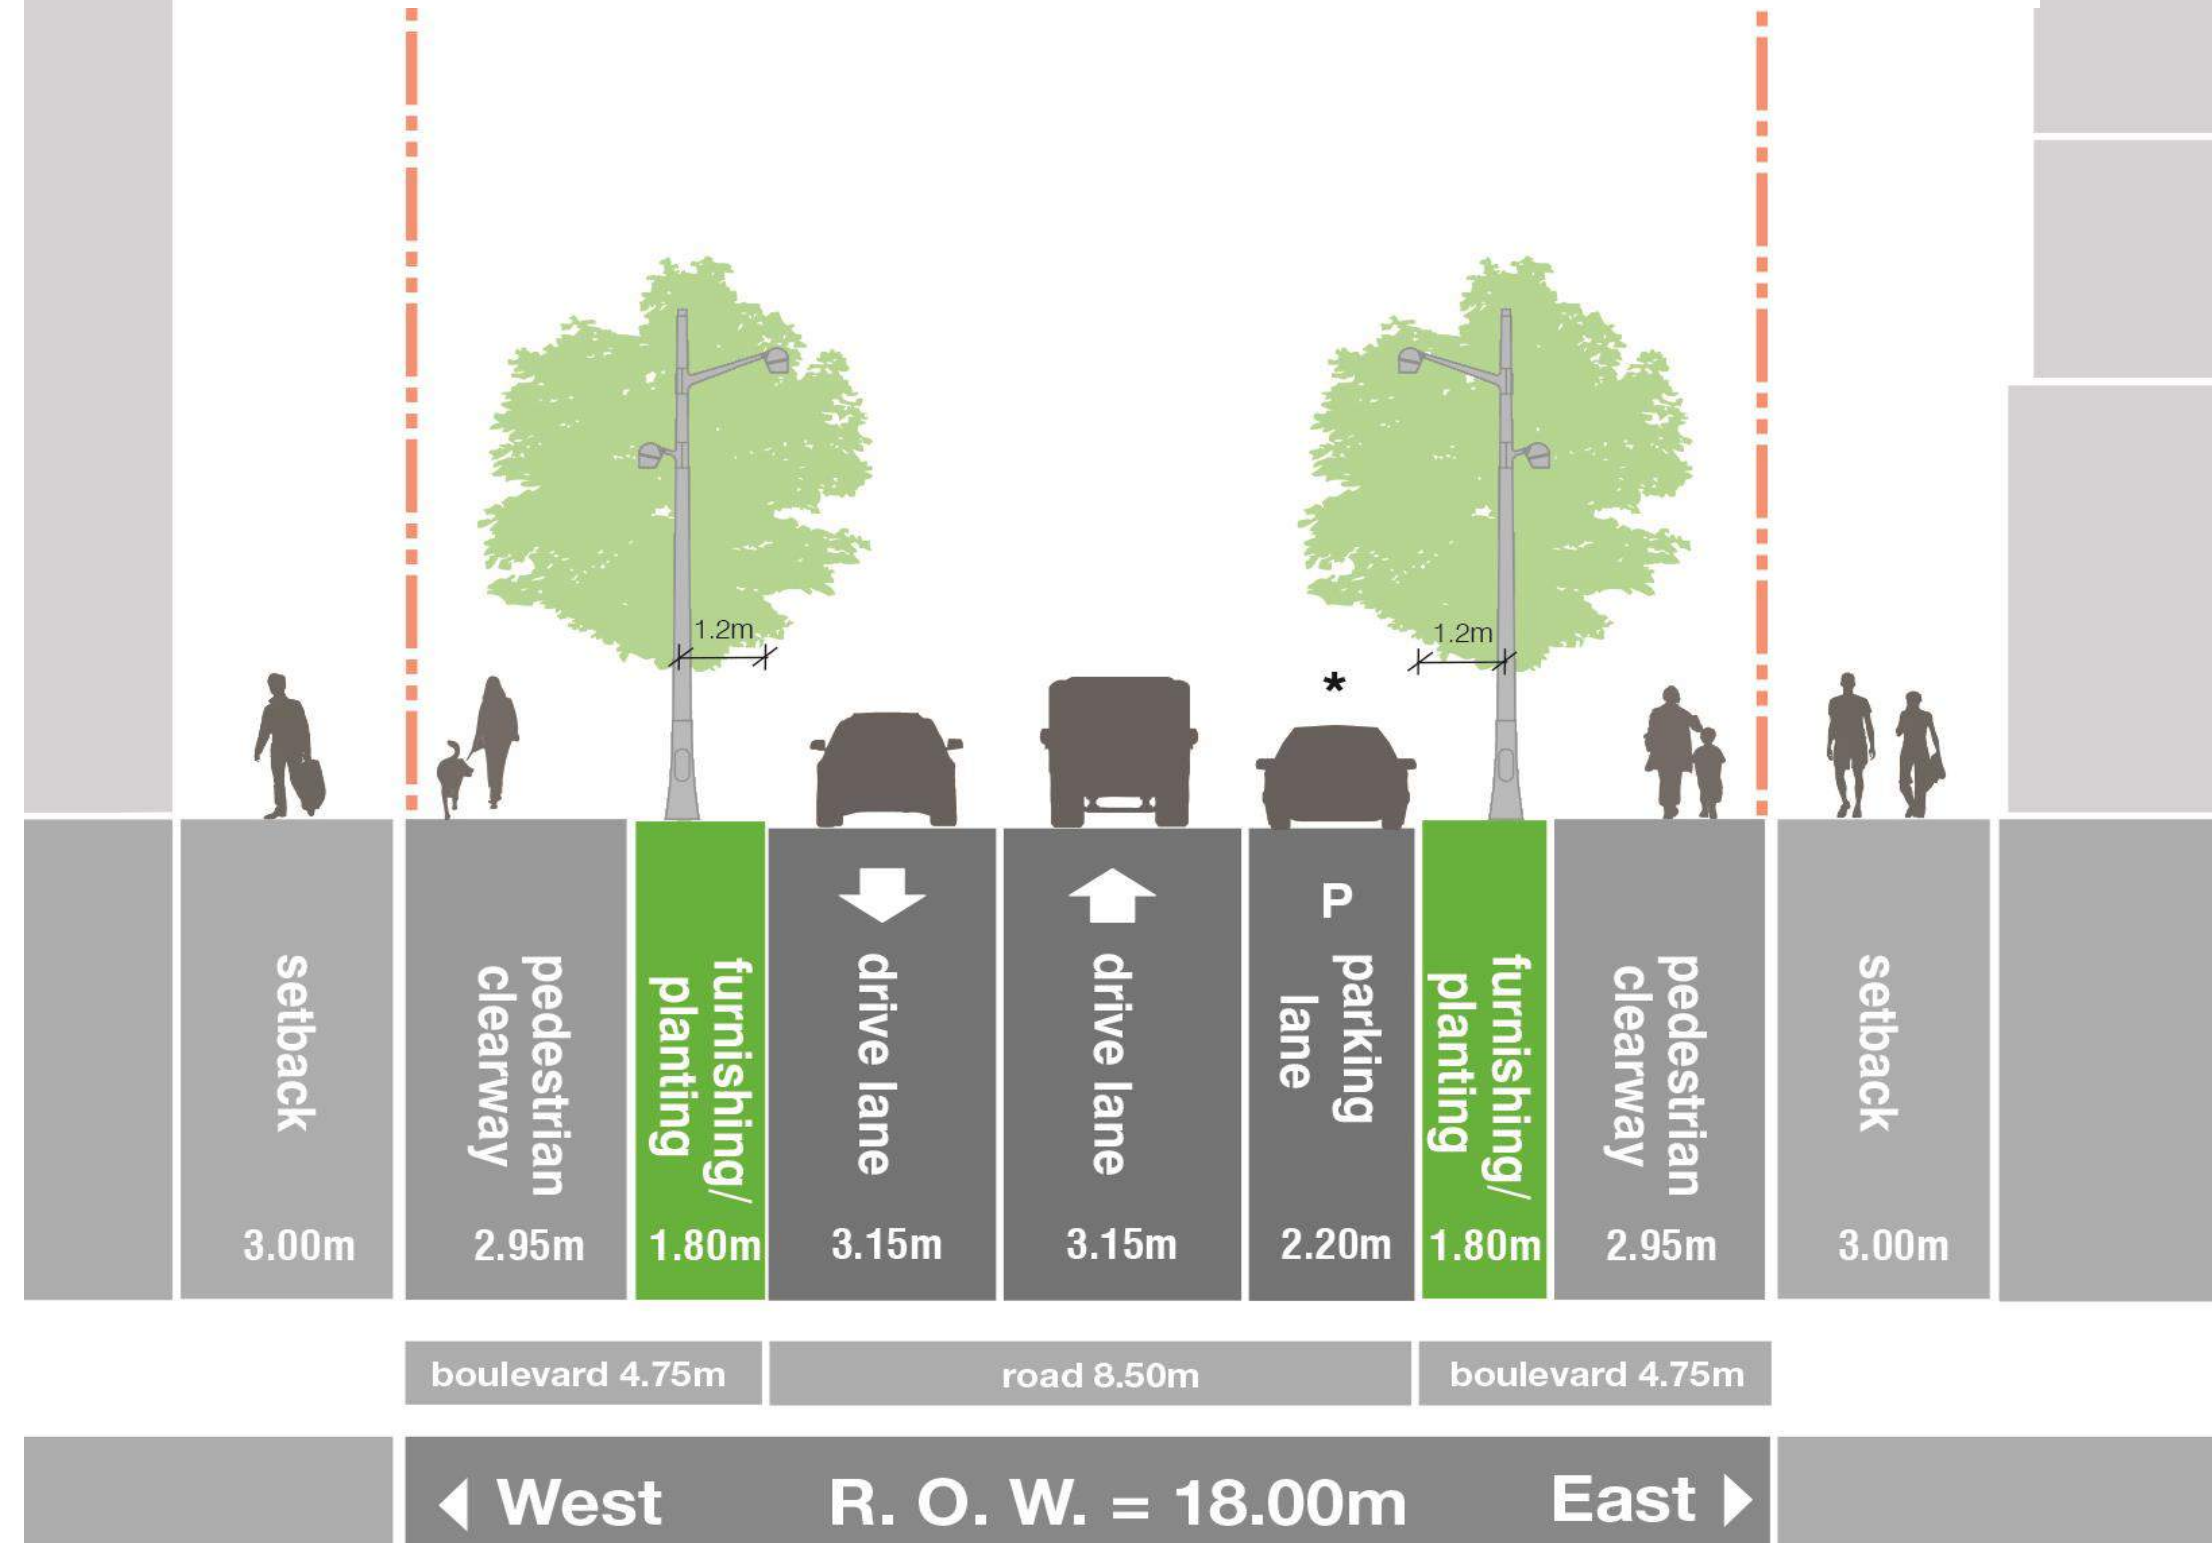 1.2m
1.2m
*
P
setback
pedestrian
clearway
furnishing/
planting
drive lane
drive lane
parking
lane
furnishing/
planting
pedestrian
clearway
setback
3.00m
2.95m
1.80m
3.15m
3.15m
2.20m
1.80m
2.95m
3.00m
boulevard 4.75m
road 8.50m
boulevard 4.75m
West
R. O. W. = 18.00m
East